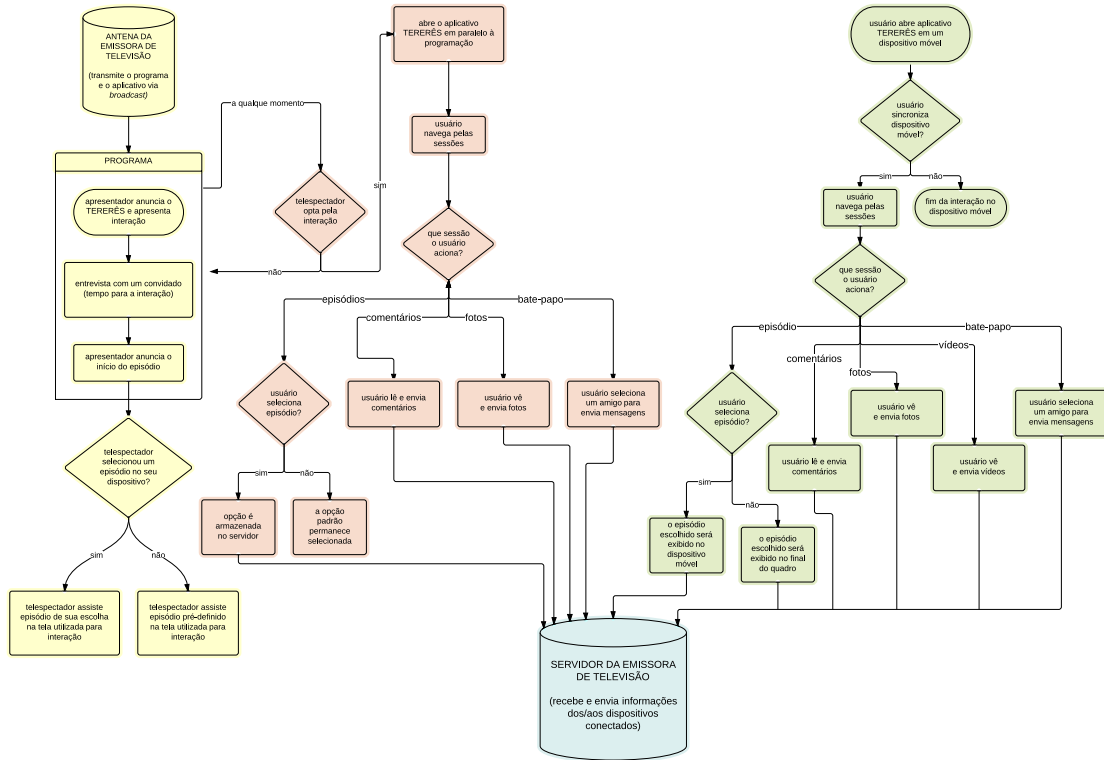 ANTENA DA
EMISSORA DE
TELEVISÃO
(transmite o programa
e o aplicativo via
broadcast)
a qualque momento
PROGRAMA
apresentador anuncia o
TERERÊS e apresenta
interação
entrevista com um convidado
(tempo para a interação)
apresentador anuncia o
início do episódio
telespectador
selecionou um
episódio no seu
dispositivo?
sim
não
telespectador assiste
episódio de sua escolha
na tela utilizada para
interação
telespectador assiste
episódio pré-definido
na tela utilizada para
interação
telespectador
opta pela
interação
não
sim
abre o aplicativo
TERERÊS em paralelo à
programação
usuário
navega pelas
sessões
que sessão
o usuário
aciona?
episódios
comentários
fotos
bate-papo
usuário
seleciona
episódio?
usuário lê e envia
comentários
usuário vê
e envia fotos
usuário seleciona
um amigo para
envia mensagens
sim
não
opção é
armazenada
no servidor
a opção
padrão
permanece
selecionada
usuário abre aplicativo
TERERÊS em um
dispositivo móvel
usuário
sincroniza
dispositivo
móvel?
sim
não
usuário
navega pelas
sessões
fim da interação no
dispositivo móvel
que sessão
o usuário
aciona?
episódio
comentários
fotos
vídeos
bate-papo
usuário
seleciona
episódio?
usuário vê
e envia fotos
usuário seleciona
um amigo para
envia mensagens
usuário lê e envia
comentários
usuário vê
e envia vídeos
sim
não
o episódio
escolhido será
exibido no
dispositivo
móvel
o episódio
escolhido será
exibido no final
do quadro
SERVIDOR DA EMISSORA
DE TELEVISÃO
(recebe e envia informações
dos/aos dispositivos
conectados)